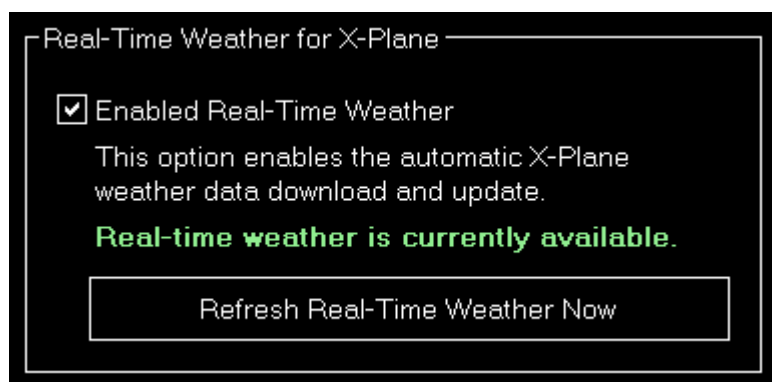 Real-Time Weather for X-Plane
Enabled Real-Time Weather
This option enables the automatic X-Plane
weather data download and update.
Real-time weather is currently available.
Refresh Real-Time Weather Now